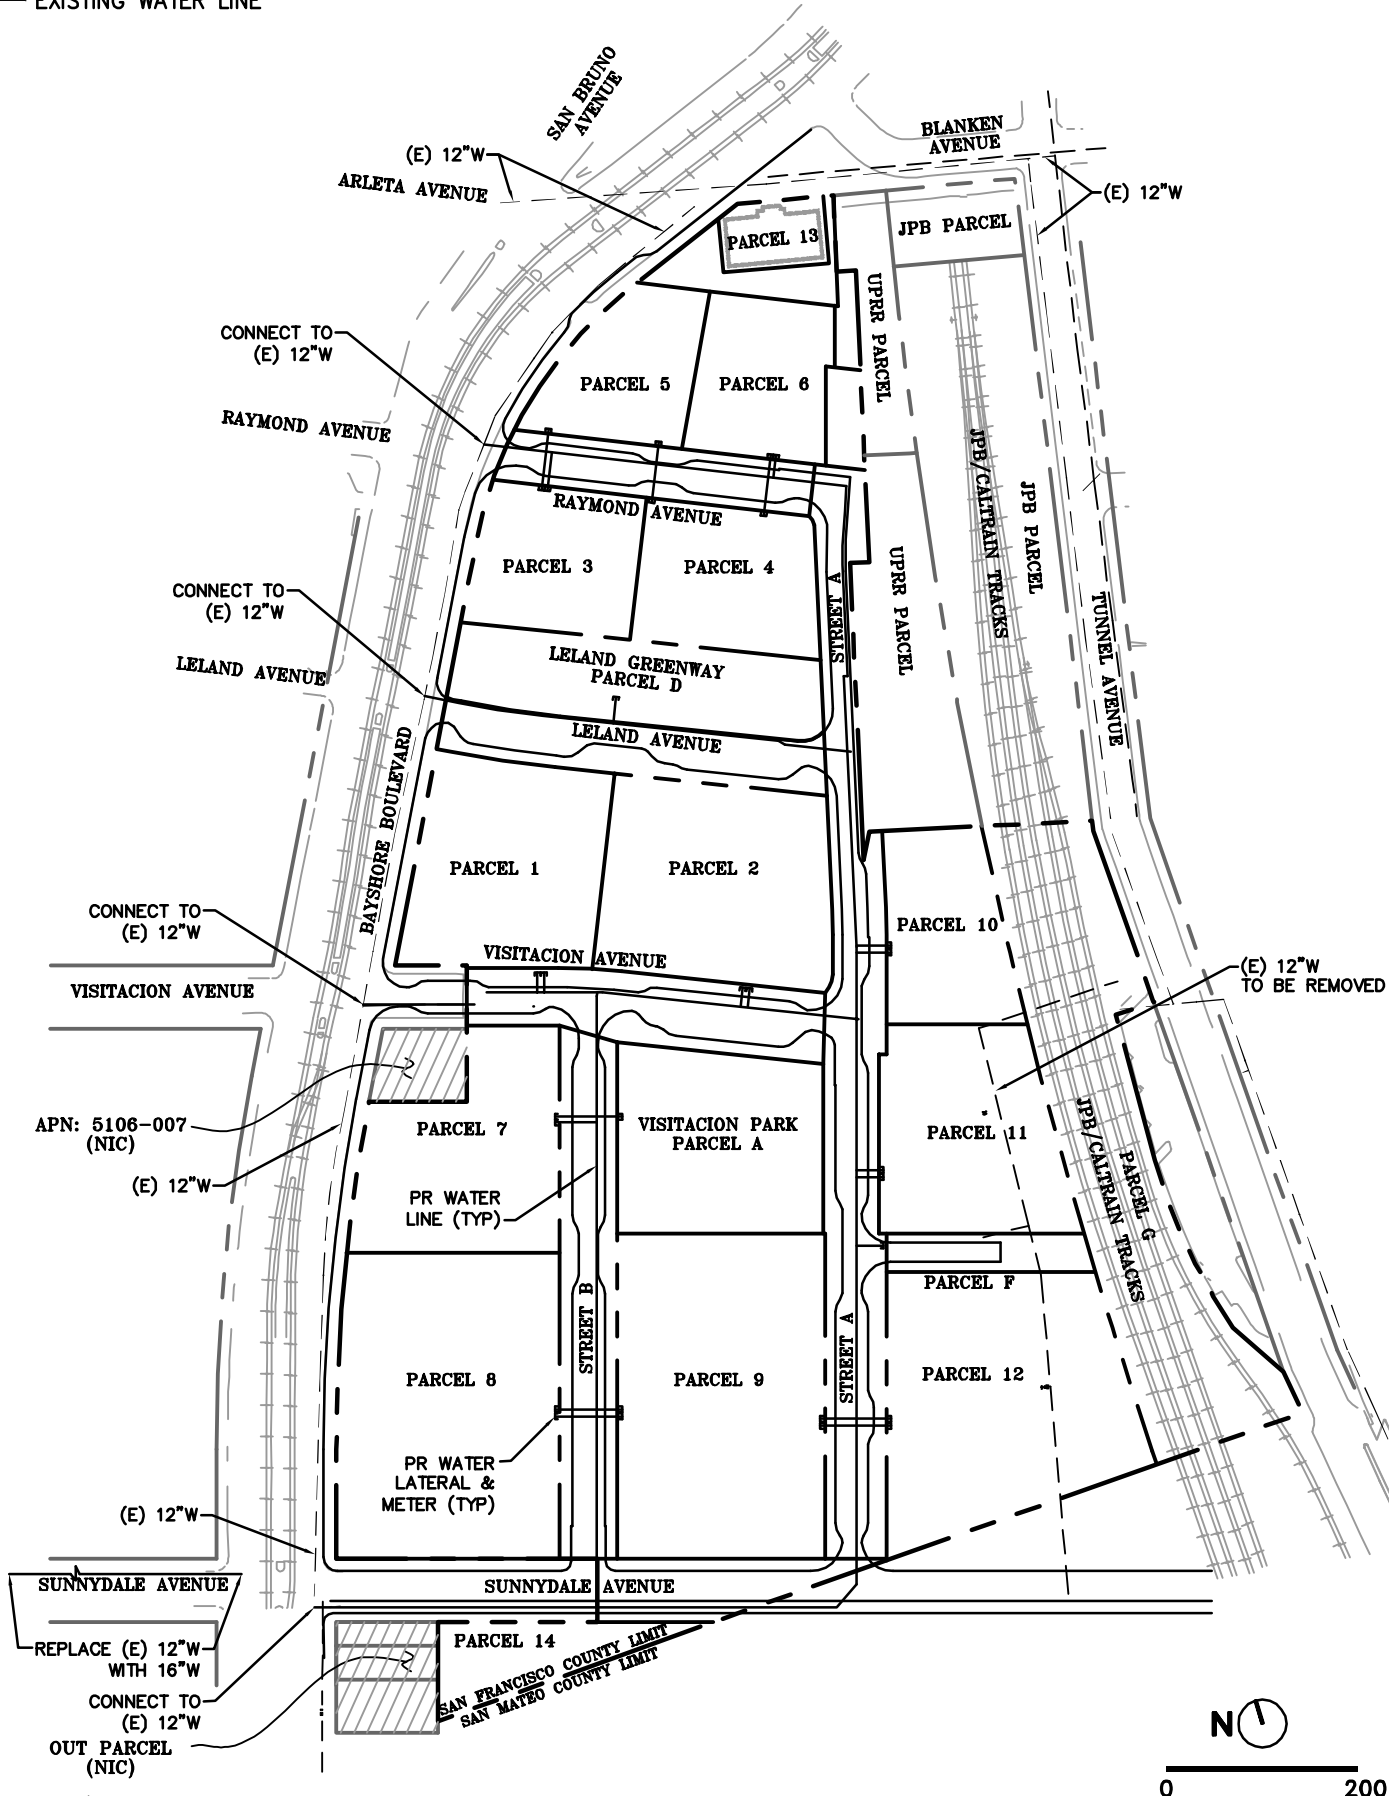 EXISTING WATER LINE
SAN BRUNO
AVENUE
BLANKEN
AVENUE
(E) 12"W
ARLETA AVENUE
(E) 12"W
JPB PARCEL
PARCEL 13
UPRR PARCEL
CONNECT TO
(E) 12"W
PARCEL 5
PARCEL 6
RAYMOND AVENUE
JPB/CALTRAIN TRACKS
JPB PARCEL
RAYMOND AVENUE
PARCEL 3
PARCEL 4
UPRR PARCEL
CONNECT TO
(E) 12"W
STREET A
TUNNEL AVENUE
LELAND AVENUE
LELAND GREENWAY
PARCEL D
LELAND AVENUE
BAYSHORE BOULEVARD
PARCEL 1
PARCEL 2
CONNECT TO
(E) 12"W
PARCEL 10
VISITACION AVENUE
(E) 12"W
TO BE REMOVED
VISITACION AVENUE
APN: 5106-007
(NIC)
PARCEL 7
VISITACION PARK
PARCEL A
PARCEL 11
JPB/CALTRAIN TRACKS
PARCEL G
(E) 12"W
PR WATER
LINE (TYP)
PARCEL F
STREET B
STREET A
PARCEL 8
PARCEL 9
PARCEL 12
PR WATER
LATERAL &
METER (TYP)
(E) 12"W
SUNNYDALE AVENUE
SUNNYDALE AVENUE
REPLACE (E) 12"W
WITH 16"W
PARCEL 14
SAN FRANCISCO COUNTY LIMIT
SAN MATEO COUNTY LIMIT
CONNECT TO
(E) 12"W
OUT PARCEL
(NIC)
N
0 200